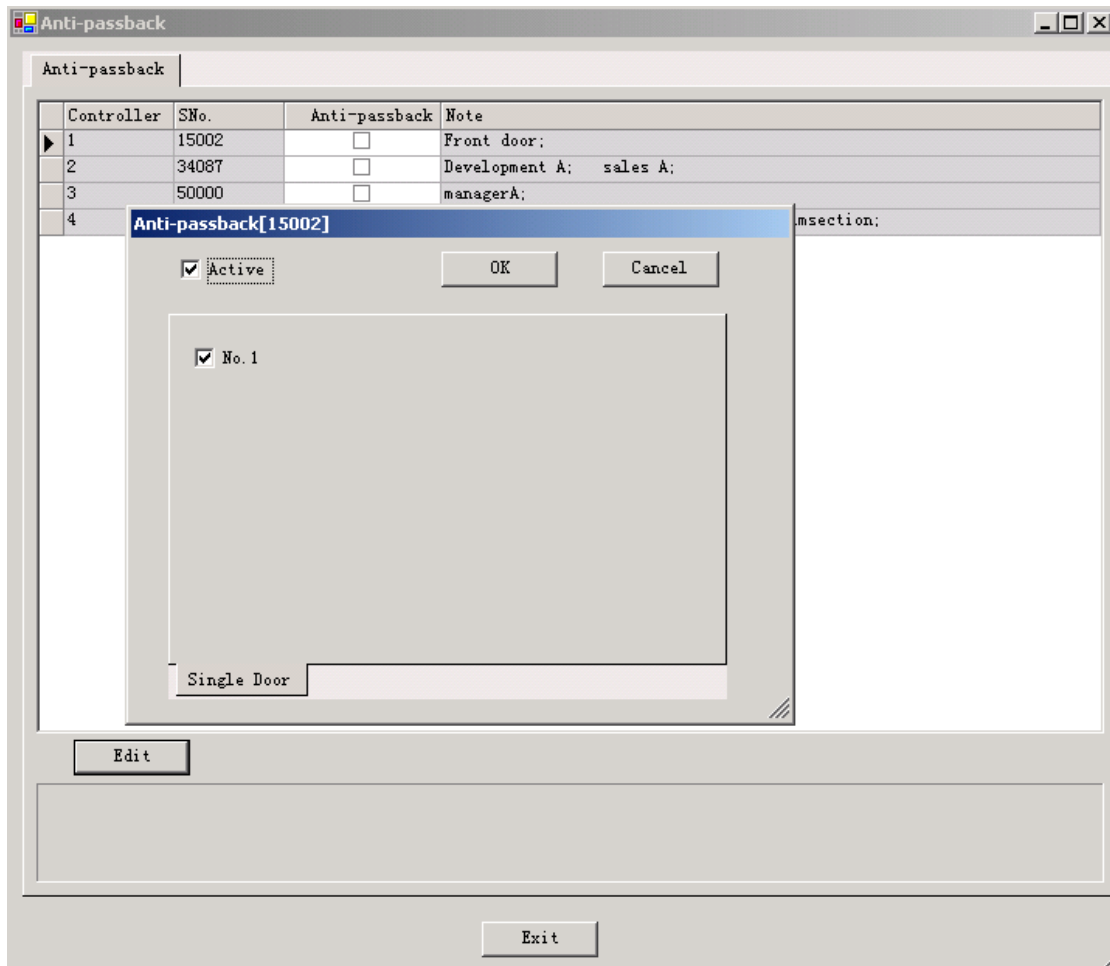 Anti-passback
Anti-passback
Controller SNo. Anti-passback Note
1 15002 Front door;
2 34087 Development A; sales A;
3 50000 managerA;
4
Anti-passback[15002]
Active OK Cancel
No.1
Single Door
Edit
Exit